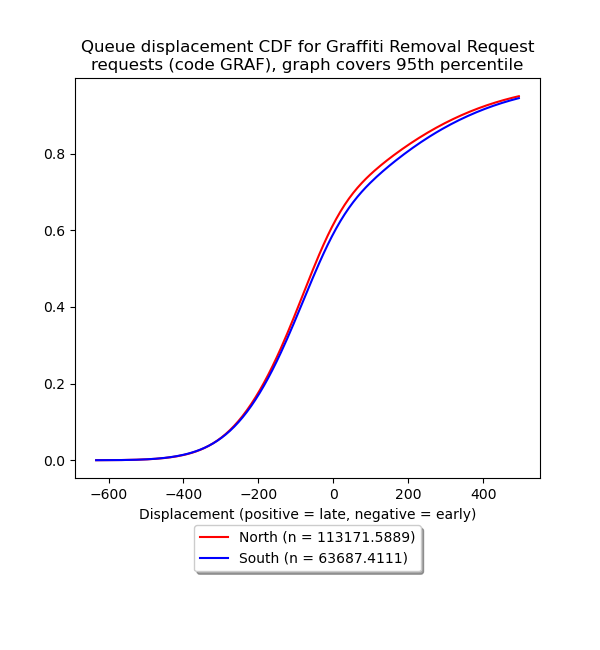 Queue displacement CDF for Graffiti Removal Request
requests (code GRAF), graph covers 95th percentile
0.8
0.6
0.4
0.2
0.0
−600 −400 −200 0 200 400
Displacement (positive = late, negative = early)
North (n = 113171.5889)
South (n = 63687.4111)